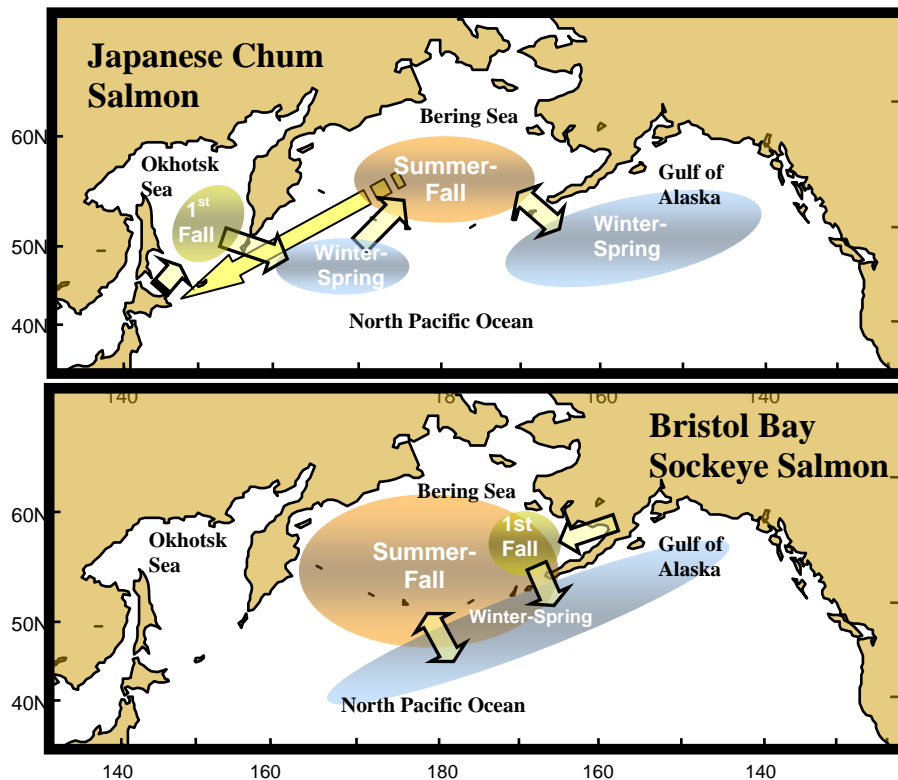 Japanese Chum
Salmon
Bering Sea
60N
Okhotsk
Sea
Summer-
Fall
Gulf of
Alaska
1st
Fall
50N
Winter-
Spring
Winter-
Spring
40N
North Pacific Ocean
140
18
160
140
Bristol Bay
Sockeye Salmon
Bering Sea
60N
1st
Fall
Okhotsk
Sea
Summer-
Fall
Gulf of
Alaska
50N
Winter-Spring
40N
North Pacific Ocean
140
160
180
160
140